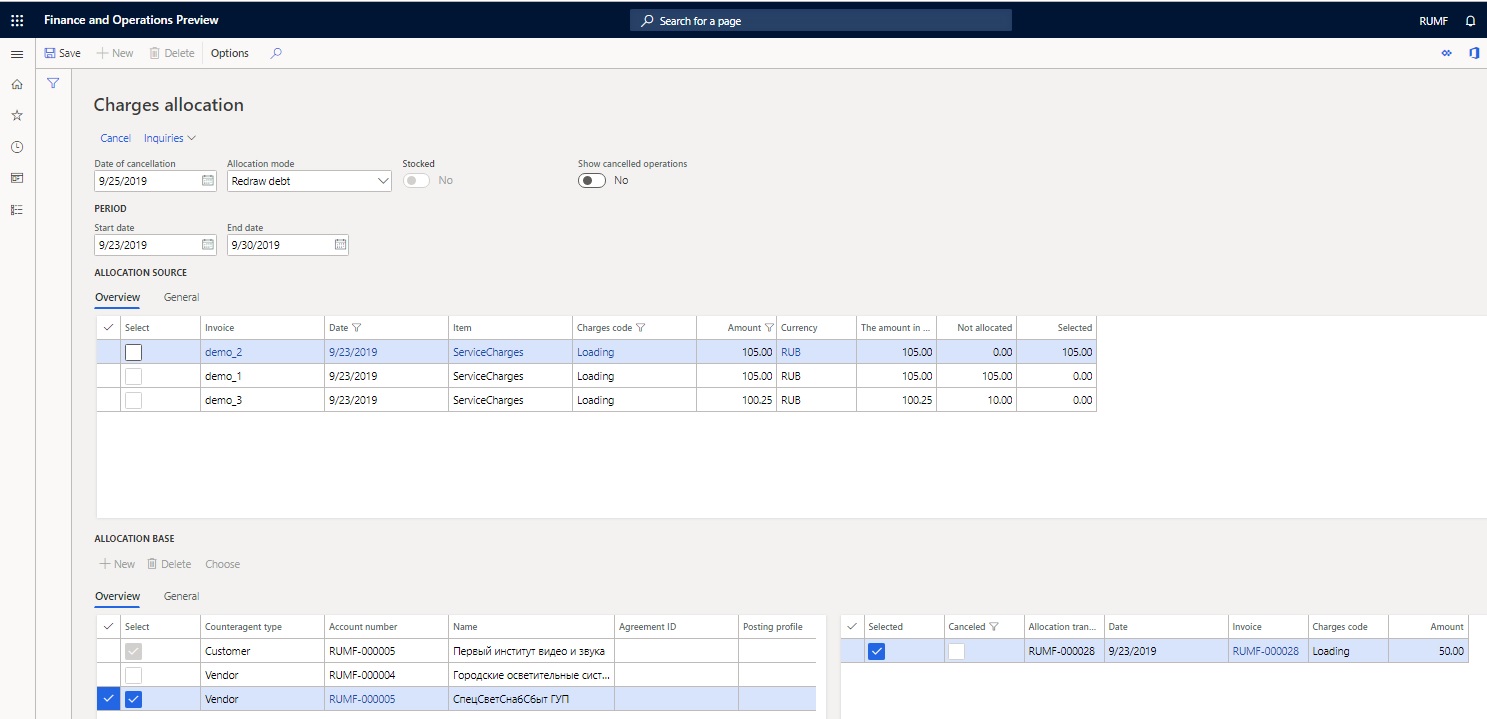 Finance and Operations Preview Search for a page RUMF
Save New Delete Options
Charges allocation
Cancel Inquiries
Date of cancellation Allocation mode Stocked Show cancelled operations
9/25/2019 Redraw debt No No
PERIOD
Start date End date
9/23/2019 9/30/2019
ALLOCATION SOURCE
Overview General
Select Invoice Date Item Charges code Amount Currency The amount in ... Not allocated Selected
demo_2 9/23/2019 ServiceCharges Loading 105.00 RUB 105.00 0.00 105.00
demo_1 9/23/2019 ServiceCharges Loading 105.00 RUB 105.00 105.00 0.00
demo_3 9/23/2019 ServiceCharges Loading 100.25 RUB 100.25 10.00 0.00
ALLOCATION BASE
New Delete Choose
Overview General
Select Counteragent type Account number Name Agreement ID Posting profile Selected Canceled Allocation tran... Date Invoice Charges code Amount
Customer RUMF-000005 Первый институт видео и звука RUMF-000028 9/23/2019 RUMF-000028 Loading 50.00
Vendor RUMF-000004 Городские осветительные сист...
Vendor RUMF-000005 СпецСветСнабСбыт ГУП